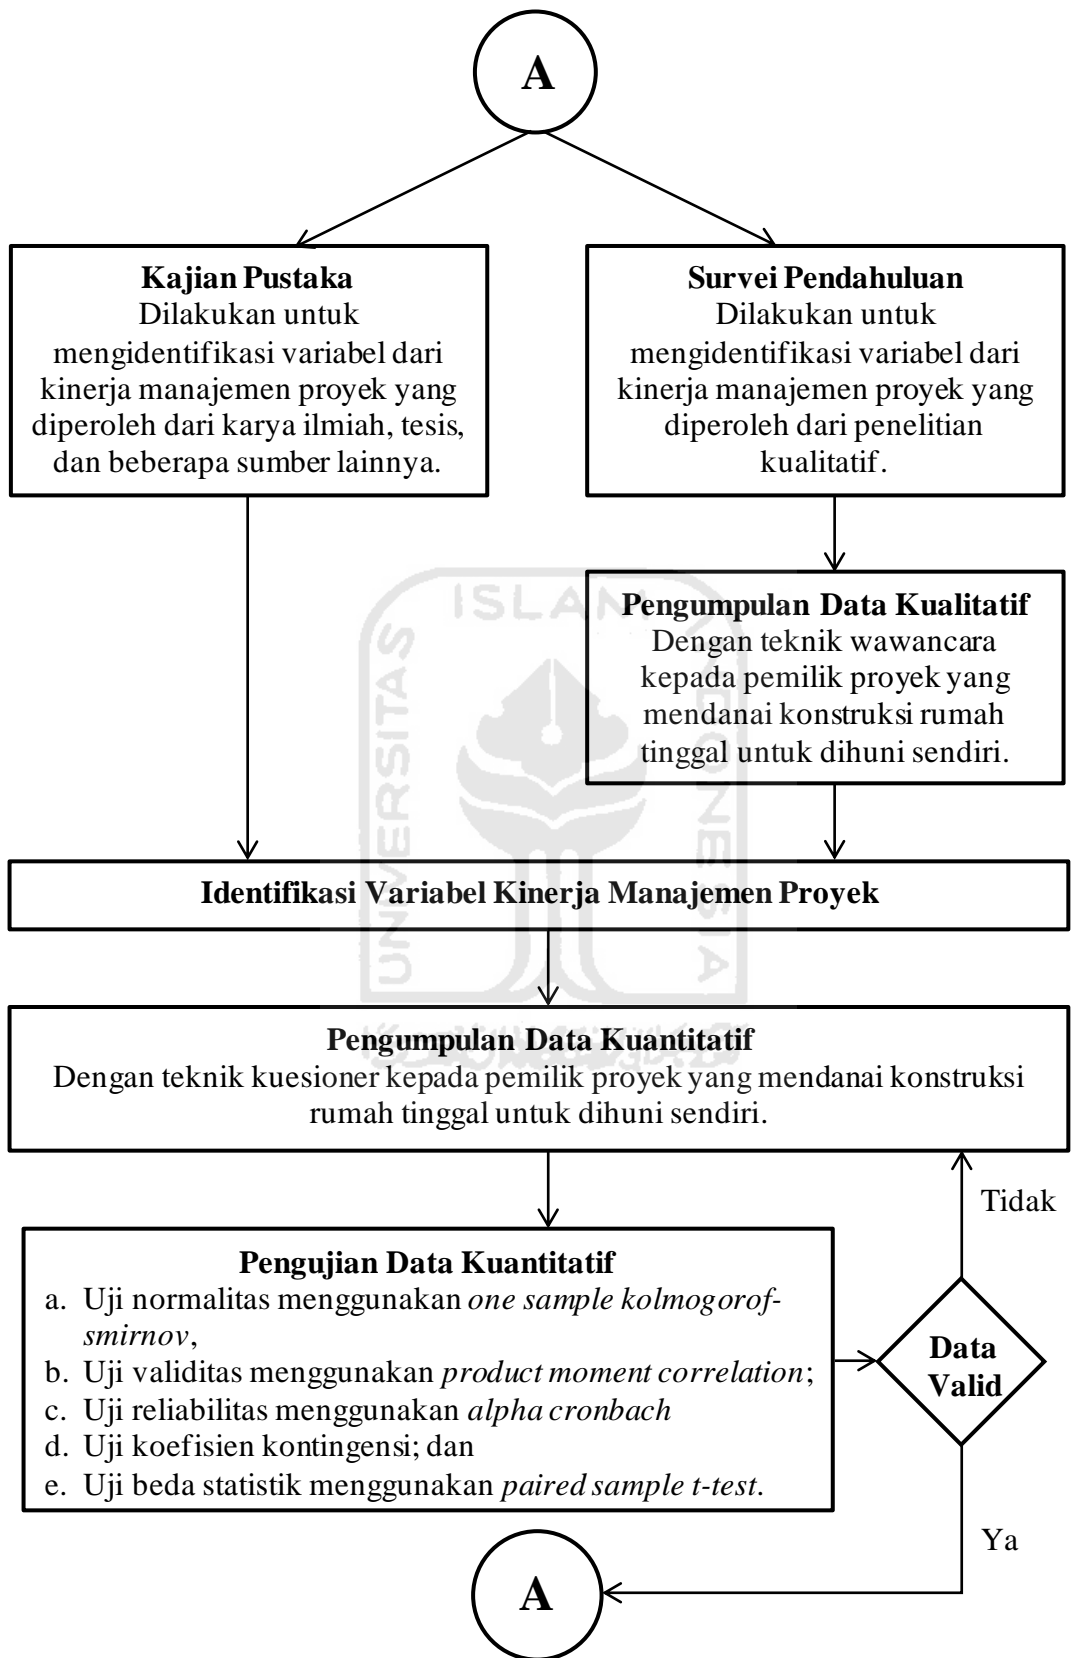 A
Kajian Pustaka
Dilakukan untuk
mengidentifikasi variabel dari
kinerja manajemen proyek yang
diperoleh dari karya ilmiah, tesis,
dan beberapa sumber lainnya.
Survei Pendahuluan
Dilakukan untuk
mengidentifikasi variabel dari
kinerja manajemen proyek yang
diperoleh dari penelitian
kualitatif.
Pengumpulan Data Kualitatif
Dengan teknik wawancara
kepada pemilik proyek yang
mendanai konstruksi rumah
tinggal untuk dihuni sendiri.
UNIVERSITAS
ISLAM
INDONESIA
Identifikasi Variabel Kinerja Manajemen Proyek
Pengumpulan Data Kuantitatif
Dengan teknik kuesioner kepada pemilik proyek yang mendanai konstruksi
rumah tinggal untuk dihuni sendiri.
Tidak
Pengujian Data Kuantitatif
a. Uji normalitas menggunakan one sample kolmogorof-
smirnov,
b. Uji validitas menggunakan product moment correlation;
c. Uji reliabilitas menggunakan alpha cronbach
d. Uji koefisien kontingensi; dan
e. Uji beda statistik menggunakan paired sample t-test.
Data
Valid
Ya
A